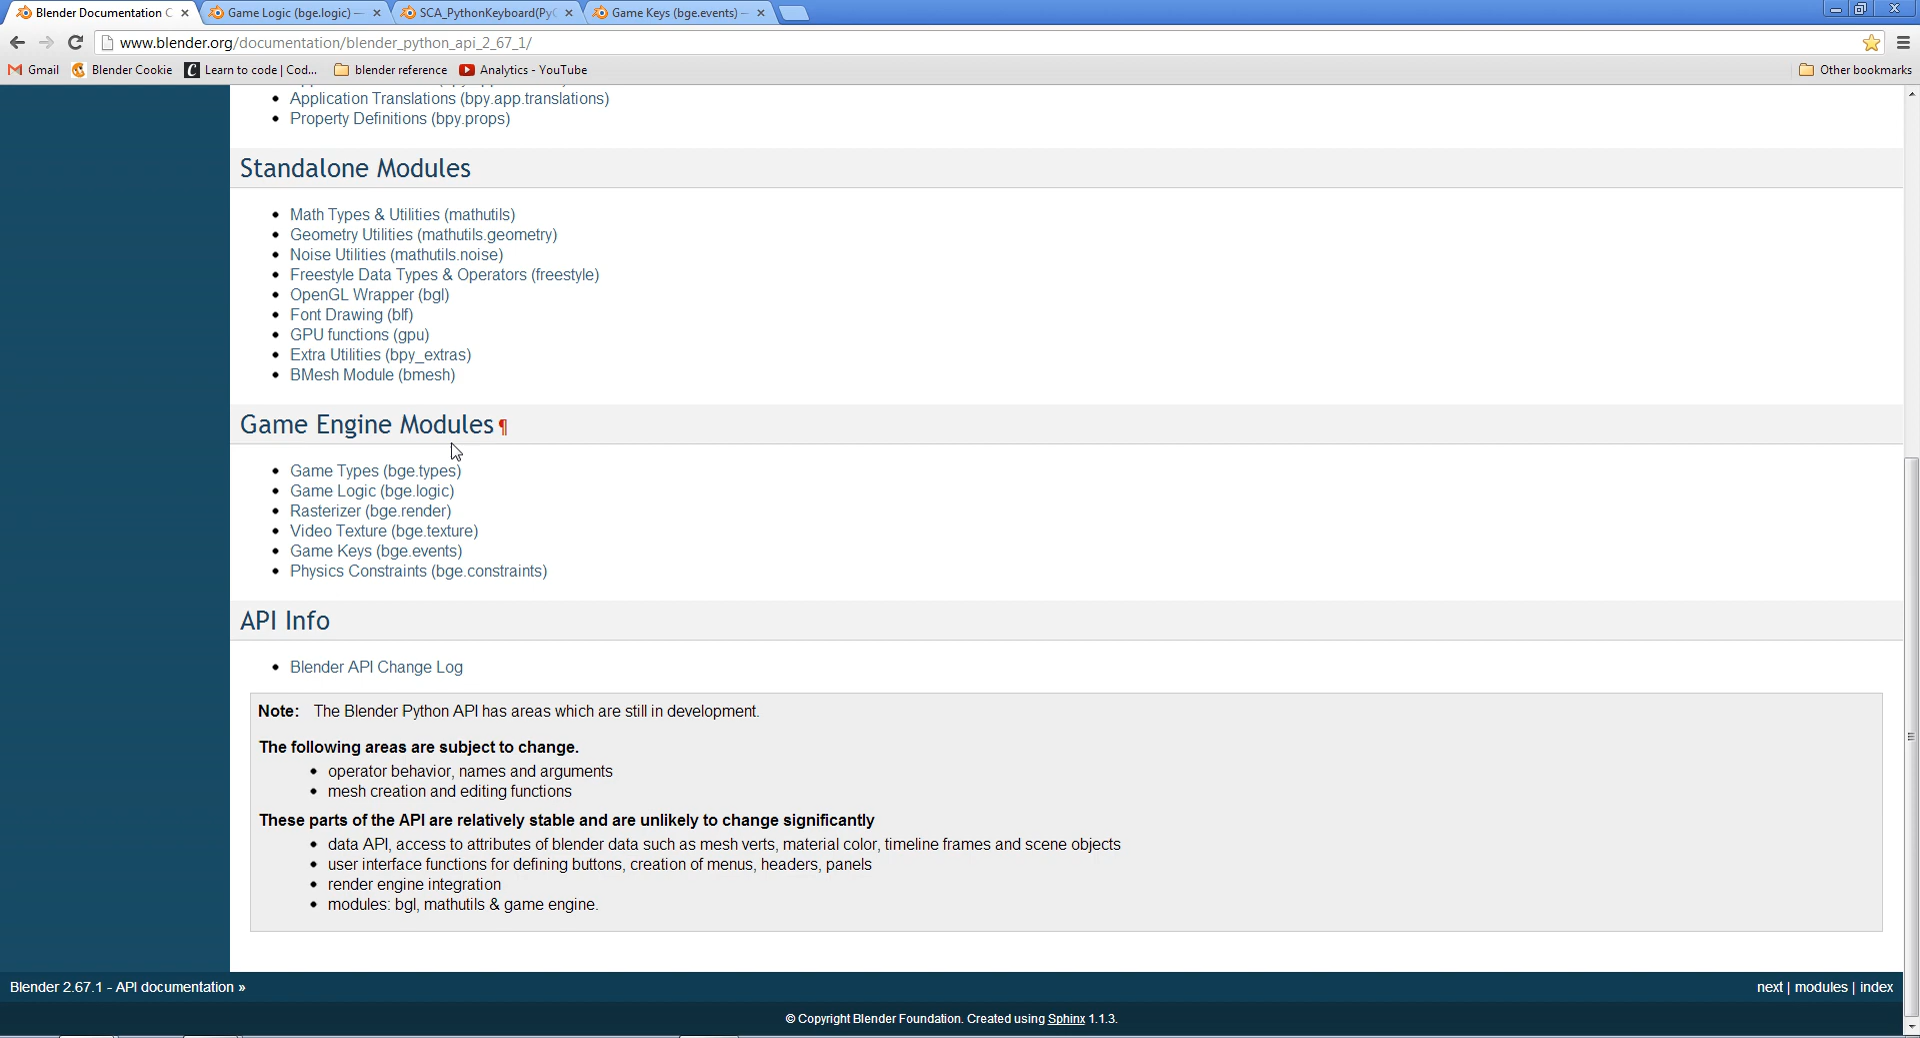 Blender Documentation C
Game Logic (bge.logic) —
SCA_PythonKeyboard(PyO
Game Keys (bge.events) —
www.blender.org/documentation/blender_python_api_2_67_1/
Gmail
Blender Cookie
Learn to code | Cod...
blender reference
Analytics - YouTube
Other bookmarks
Application Translations (bpy.app.translations)
Property Definitions (bpy.props)
Standalone Modules
Math Types & Utilities (mathutils)
Geometry Utilities (mathutils.geometry)
Noise Utilities (mathutils.noise)
Freestyle Data Types & Operators (freestyle)
OpenGL Wrapper (bgl)
Font Drawing (blf)
GPU functions (gpu)
Extra Utilities (bpy_extras)
BMesh Module (bmesh)
Game Engine Modules¶
Game Types (bge.types)
Game Logic (bge.logic)
Rasterizer (bge.render)
Video Texture (bge.texture)
Game Keys (bge.events)
Physics Constraints (bge.constraints)
API Info
Blender API Change Log
Note: The Blender Python API has areas which are still in development.
The following areas are subject to change.
operator behavior, names and arguments
mesh creation and editing functions
These parts of the API are relatively stable and are unlikely to change significantly
data API, access to attributes of blender data such as mesh verts, material color, timeline frames and scene objects
user interface functions for defining buttons, creation of menus, headers, panels
render engine integration
modules: bgl, mathutils & game engine.
Blender 2.67.1 - API documentation »
next | modules | index
© Copyright Blender Foundation. Created using Sphinx 1.1.3.